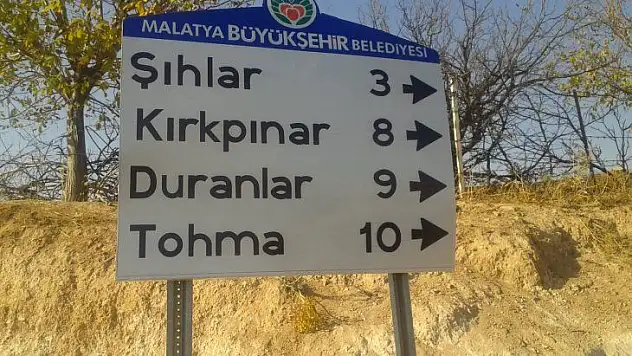 MALATYA BÜYÜKŞEHİR BELEDİYESİ
Şıhlar 3
Kırkpınar 8
Duranlar 9
Tohma 10